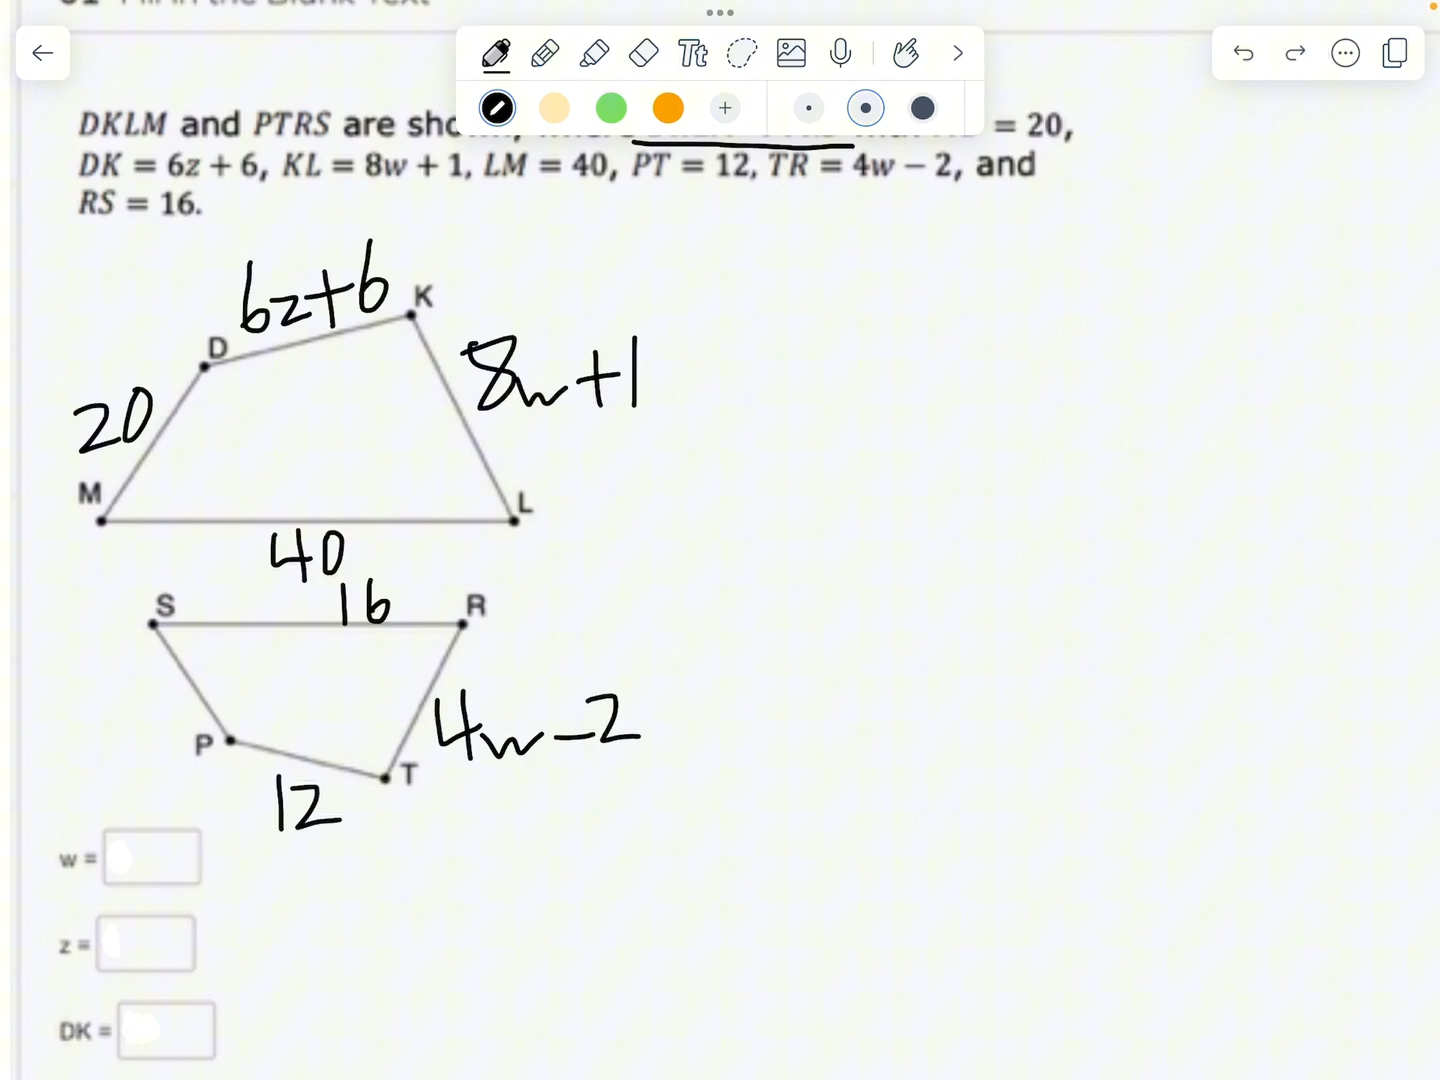 DKLM and PTRS are = 20,
DK = 6z + 6, KL = 8w + 1, LM = 40, PT = 12, TR = 4w − 2, and
RS = 16.
6z+6
K
D
8w+1
20
M
L
40
16
S
R
4w−2
P
T
12
w =
z =
DK =
Tt